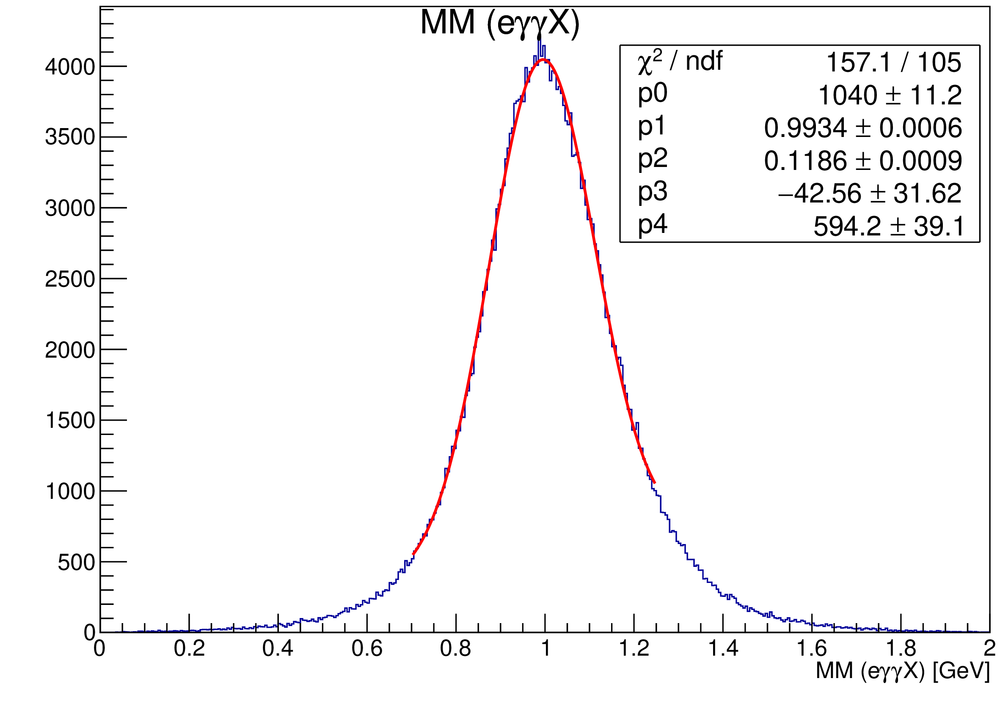 MM (eγγX)
χ² / ndf 157.1 / 105
p0 1040 ± 11.2
p1 0.9934 ± 0.0006
p2 0.1186 ± 0.0009
p3 −42.56 ± 31.62
p4 594.2 ± 39.1
4000
3500
3000
2500
2000
1500
1000
500
0
0 0.2 0.4 0.6 0.8 1 1.2 1.4 1.6 1.8 2
MM (eγγX) [GeV]